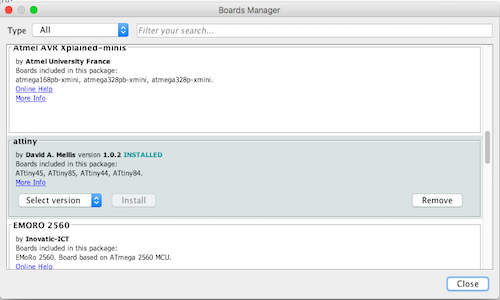 Boards Manager
Type All Filter your search...
Atmel AVR Xplained-minis
by Atmel University France
Boards included in this package:
atmega168pb-xmini, atmega328pb-xmini, atmega328p-xmini.
Online Help
More Info
attiny
by David A. Mellis version 1.0.2 INSTALLED
Boards included in this package:
ATtiny45, ATtiny85, ATtiny44, ATtiny84.
More Info
Select version Install Remove
EMORO 2560
by Inovatic-ICT
Boards included in this package:
EMoRo 2560. Board based on ATmega 2560 MCU.
Online Help
Close